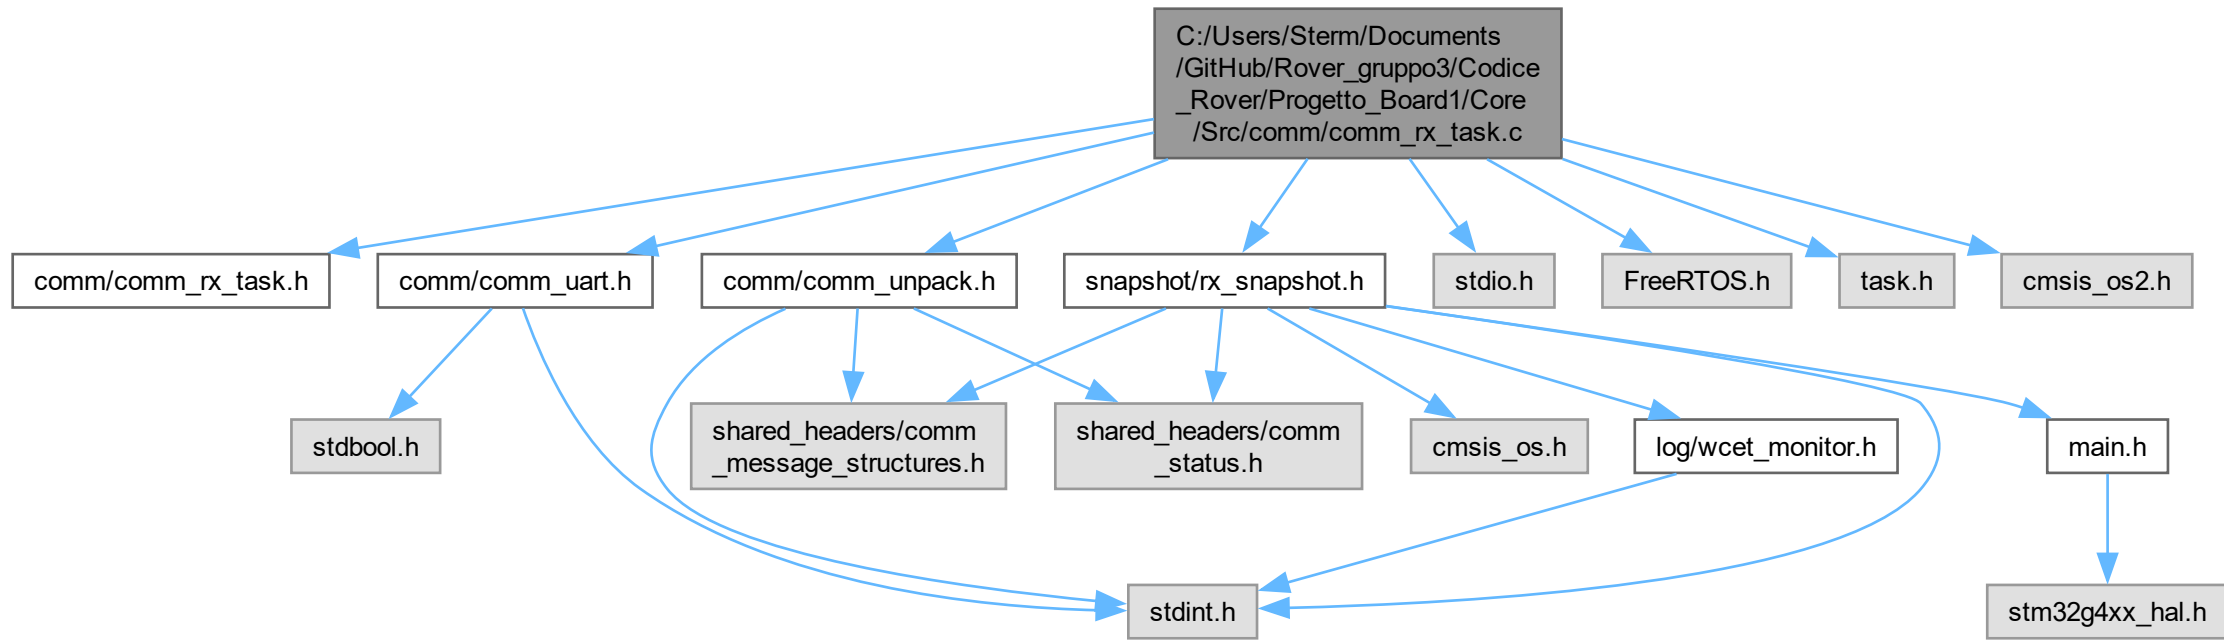 C:/Users/Sterm/Documents
/GitHub/Rover_gruppo3/Codice
_Rover/Progetto_Board1/Core
/Src/comm/comm_rx_task.c
comm/comm_rx_task.h
comm/comm_uart.h
comm/comm_unpack.h
snapshot/rx_snapshot.h
stdio.h
FreeRTOS.h
task.h
cmsis_os2.h
stdbool.h
shared_headers/comm
_message_structures.h
shared_headers/comm
_status.h
cmsis_os.h
log/wcet_monitor.h
main.h
stdint.h
stm32g4xx_hal.h